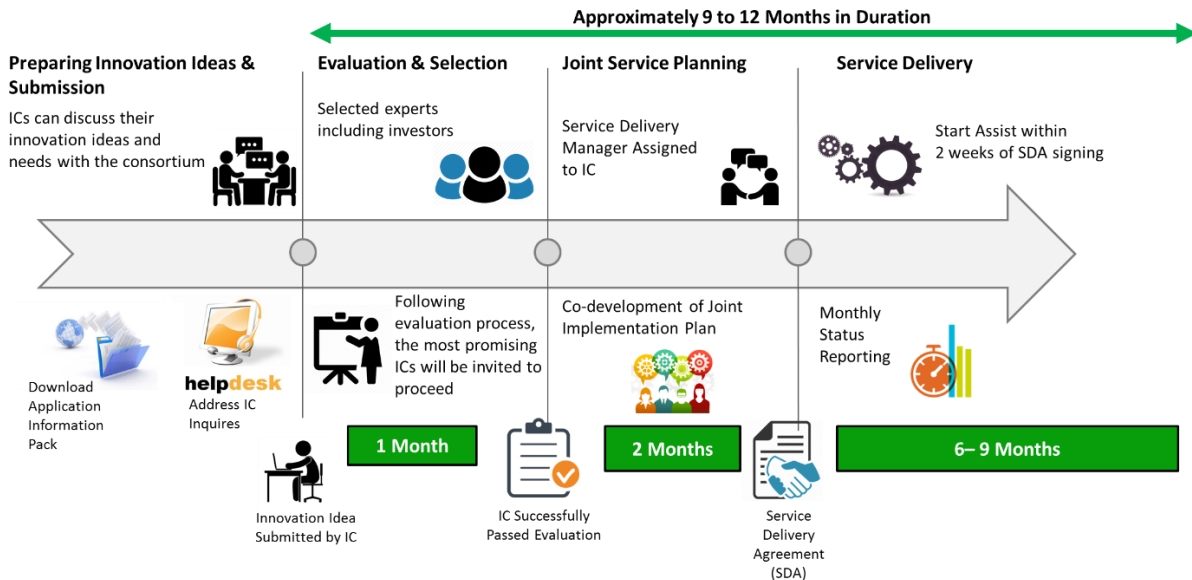 Approximately 9 to 12 Months in Duration
Preparing Innovation Ideas &
Submission
ICs can discuss their
innovation ideas and
needs with the consortium
Evaluation & Selection
Selected experts
including investors
Joint Service Planning
Service Delivery
Manager Assigned
to IC
Service Delivery
Start Assist within
2 weeks of SDA signing
Download
Application
Information
Pack
helpdesk
Address IC
Inquires
Following
evaluation process,
the most promising
ICs will be invited to
proceed
Co-development of Joint
Implementation Plan
Monthly
Status
Reporting
1 Month
2 Months
6– 9 Months
Innovation Idea
Submitted by IC
IC Successfully
Passed Evaluation
Service
Delivery
Agreement
(SDA)